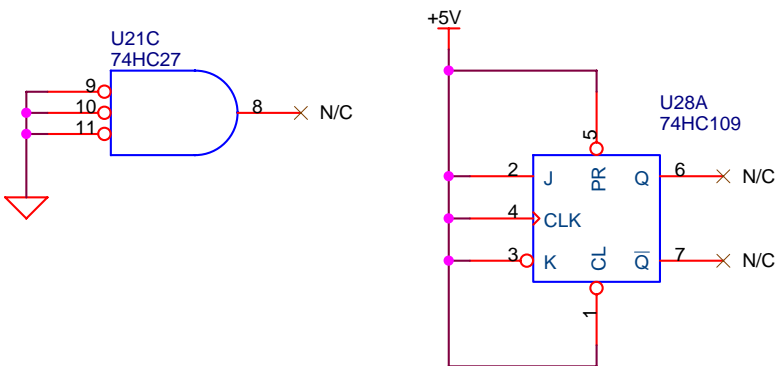 +5V
U21C
74HC27
9
10
11
8
N/C
U28A
74HC109
5
2
J
PR
Q
6
N/C
4
CLK
3
K
CL
Q
7
N/C
1